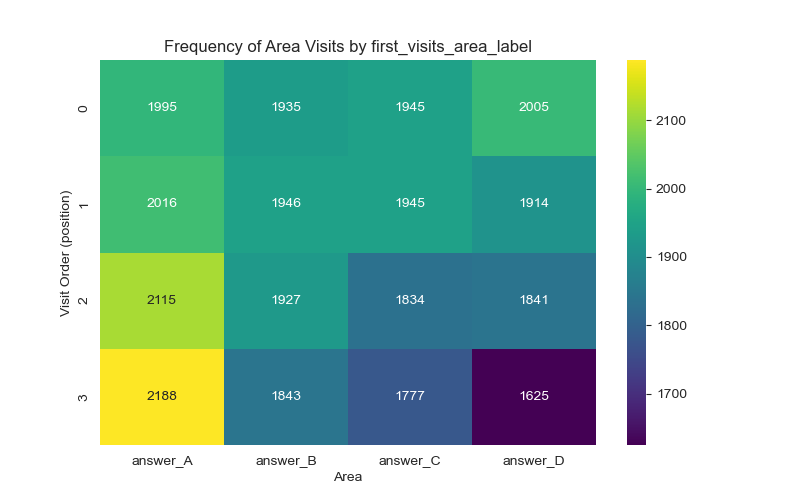 Frequency of Area Visits by first_visits_area_label
Visit Order (position)
0 1995 1935 1945 2005
1 2016 1946 1945 1914
2 2115 1927 1834 1841
3 2188 1843 1777 1625
answer_A answer_B answer_C answer_D
Area
2100
2000
1900
1800
1700